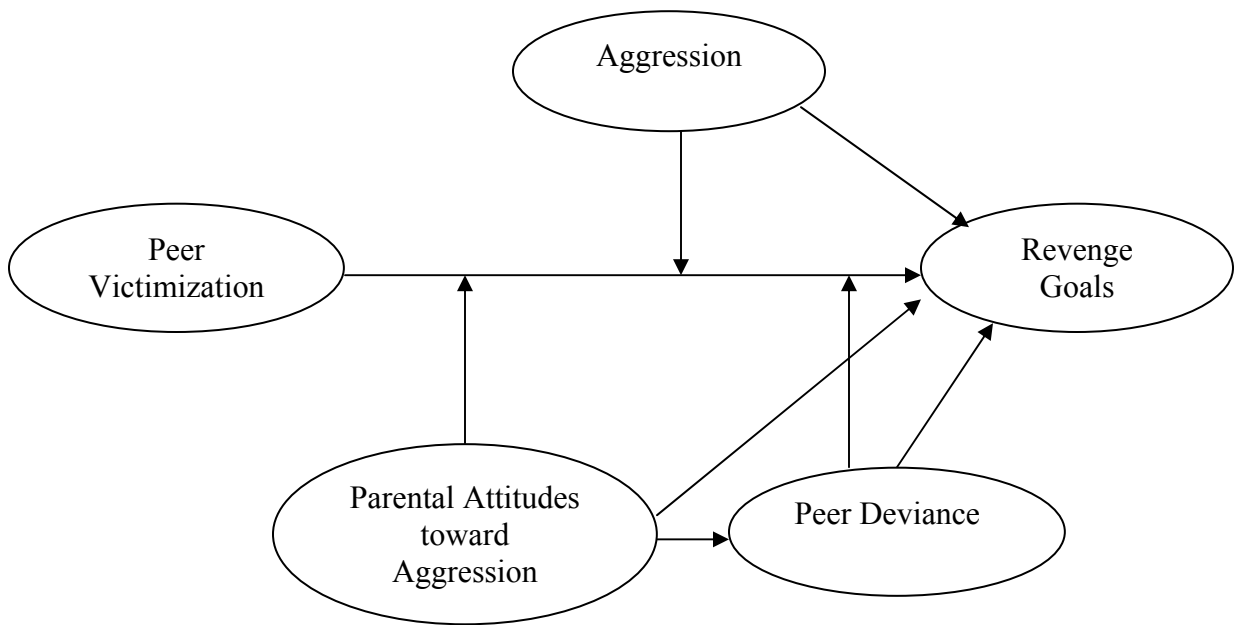 Aggression
Peer
Victimization
Revenge
Goals
Parental Attitudes
toward
Aggression
Peer Deviance